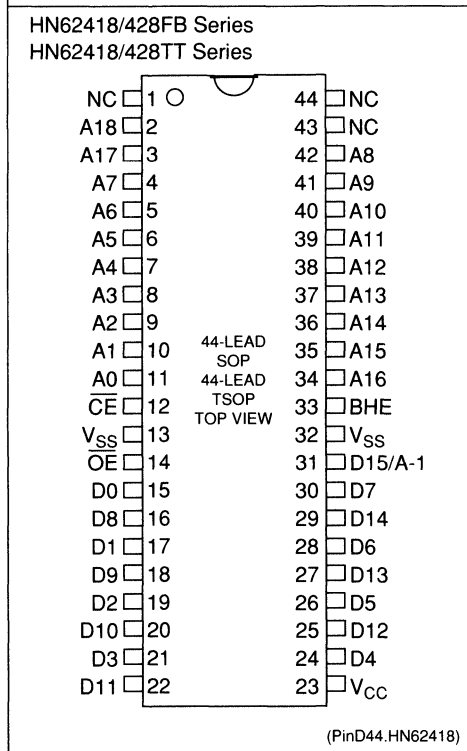 HN62418/428FB Series
HN62418/428TT Series
NC 1 44 NC
A18 2 43 NC
A17 3 42 A8
A7 4 41 A9
A6 5 40 A10
A5 6 39 A11
A4 7 38 A12
A3 8 37 A13
A2 9 36 A14
A1 10 35 A15
A0 11 34 A16
C̅E̅ 12 33 BHE
VSS 13 32 VSS
O̅E̅ 14 31 D15/A-1
D0 15 30 D7
D8 16 29 D14
D1 17 28 D6
D9 18 27 D13
D2 19 26 D5
D10 20 25 D12
D3 21 24 D4
D11 22 23 VCC
44-LEAD
SOP
44-LEAD
TSOP
TOP VIEW
(PinD44.HN62418)